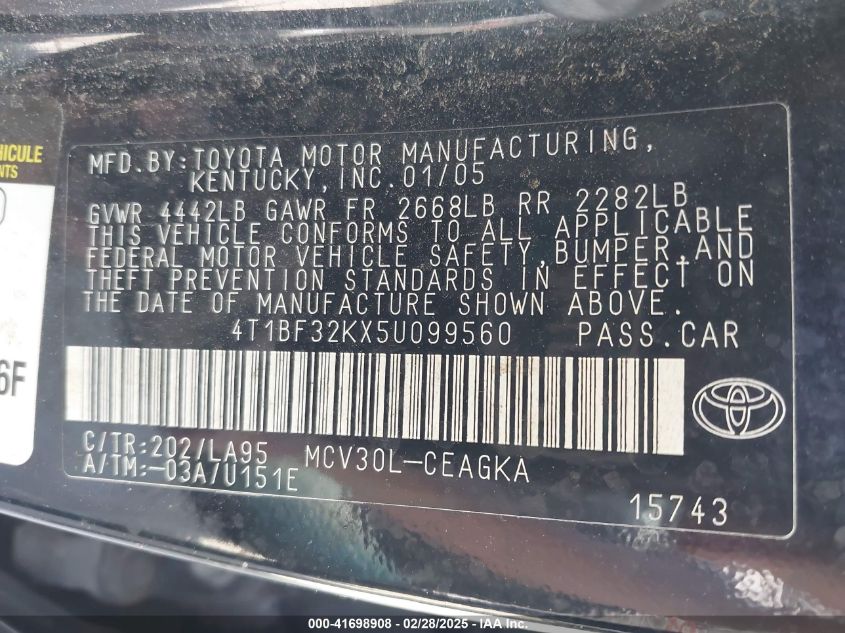 HICULE
NTS
6F
MFD.BY:TOYOTA MOTOR MANUFACTURING,
KENTUCKY,INC.01/05
GVWR 4442LB GAWR FR 2668LB RR 2282LB
THIS VEHICLE CONFORMS TO ALL APPLICABLE
FEDERAL MOTOR VEHICLE SAFETY,BUMPER,AND
THEFT PREVENTION STANDARDS IN EFFECT ON
THE DATE OF MANUFACTURE SHOWN ABOVE.
4T1BF32KX5U099560 PASS.CAR
C/TR:202/LA95 MCV30L-CEAGKA
A/TM:-03A/U151E
15743
000-41698908 - 02/28/2025 - IAA Inc.